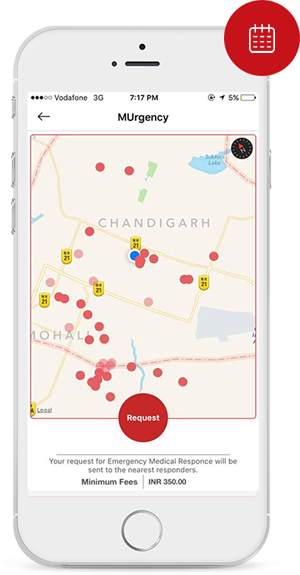 Vodafone 3G 7:17 PM 5%
MUrgency
Sukhna
Lake
CHANDIGARH
NH
21
NH
21
NH
21
NH
21
NH
21
MOHALI
Legal
Request
Your request for Emergency Medical Responce will be
sent to the nearest responders.
Minimum Fees INR 350.00